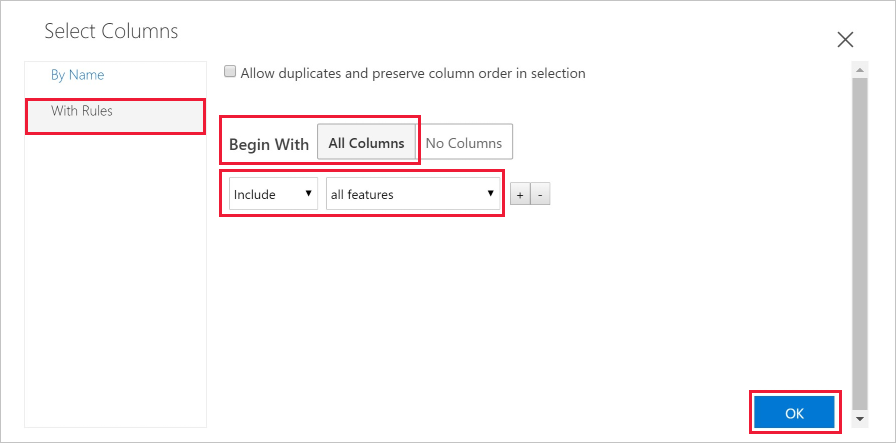 Select Columns
By Name
With Rules
Allow duplicates and preserve column order in selection
Begin With All Columns No Columns
Include all features + -
OK